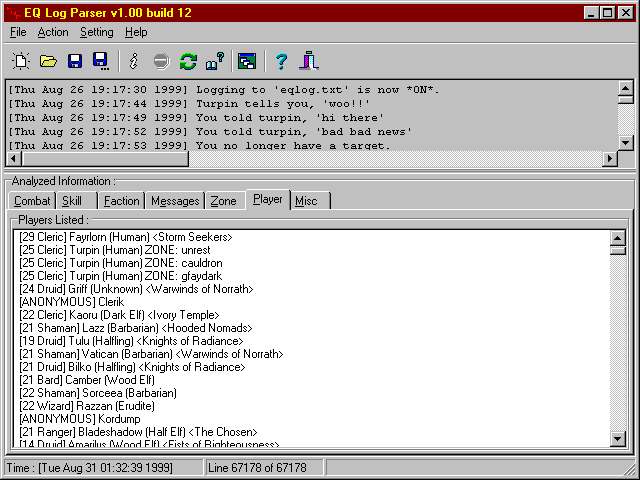 EQ Log Parser v1.00 build 12
File Action Setting Help
[Thu Aug 26 19:17:30 1999] Logging to 'eqlog.txt' is now *ON*.
[Thu Aug 26 19:17:44 1999] Turpin tells you, 'woo!!'
[Thu Aug 26 19:17:49 1999] You told turpin, 'hi there'
[Thu Aug 26 19:17:52 1999] You told turpin, 'bad bad news'
[Thu Aug 26 19:17:53 1999] You no longer have a target.
Analyzed Information :
Combat Skill Faction Messages Zone Player Misc
Players Listed :
[29 Cleric] Fayrlorn (Human) <Storm Seekers>
[25 Cleric] Turpin (Human) ZONE: unrest
[25 Cleric] Turpin (Human) ZONE: cauldron
[25 Cleric] Turpin (Human) ZONE: gfaydark
[24 Druid] Griff (Unknown) <Warwinds of Norrath>
[ANONYMOUS] Clerik
[22 Cleric] Kaoru (Dark Elf) <Ivory Temple>
[21 Shaman] Lazz (Barbarian) <Hooded Nomads>
[19 Druid] Tulu (Halfling) <Knights of Radiance>
[21 Shaman] Vatican (Barbarian) <Warwinds of Norrath>
[21 Druid] Bilko (Halfling) <Knights of Radiance>
[21 Bard] Camber (Wood Elf)
[22 Shaman] Sorceea (Barbarian)
[22 Wizard] Razzan (Erudite)
[ANONYMOUS] Kordump
[21 Ranger] Bladeshadow (Half Elf) <The Chosen>
[14 Druid] Amarilus (Wood Elf) <Fists of Righteousness>
Time : [Tue Aug 31 01:32:39 1999] Line 67178 of 67178